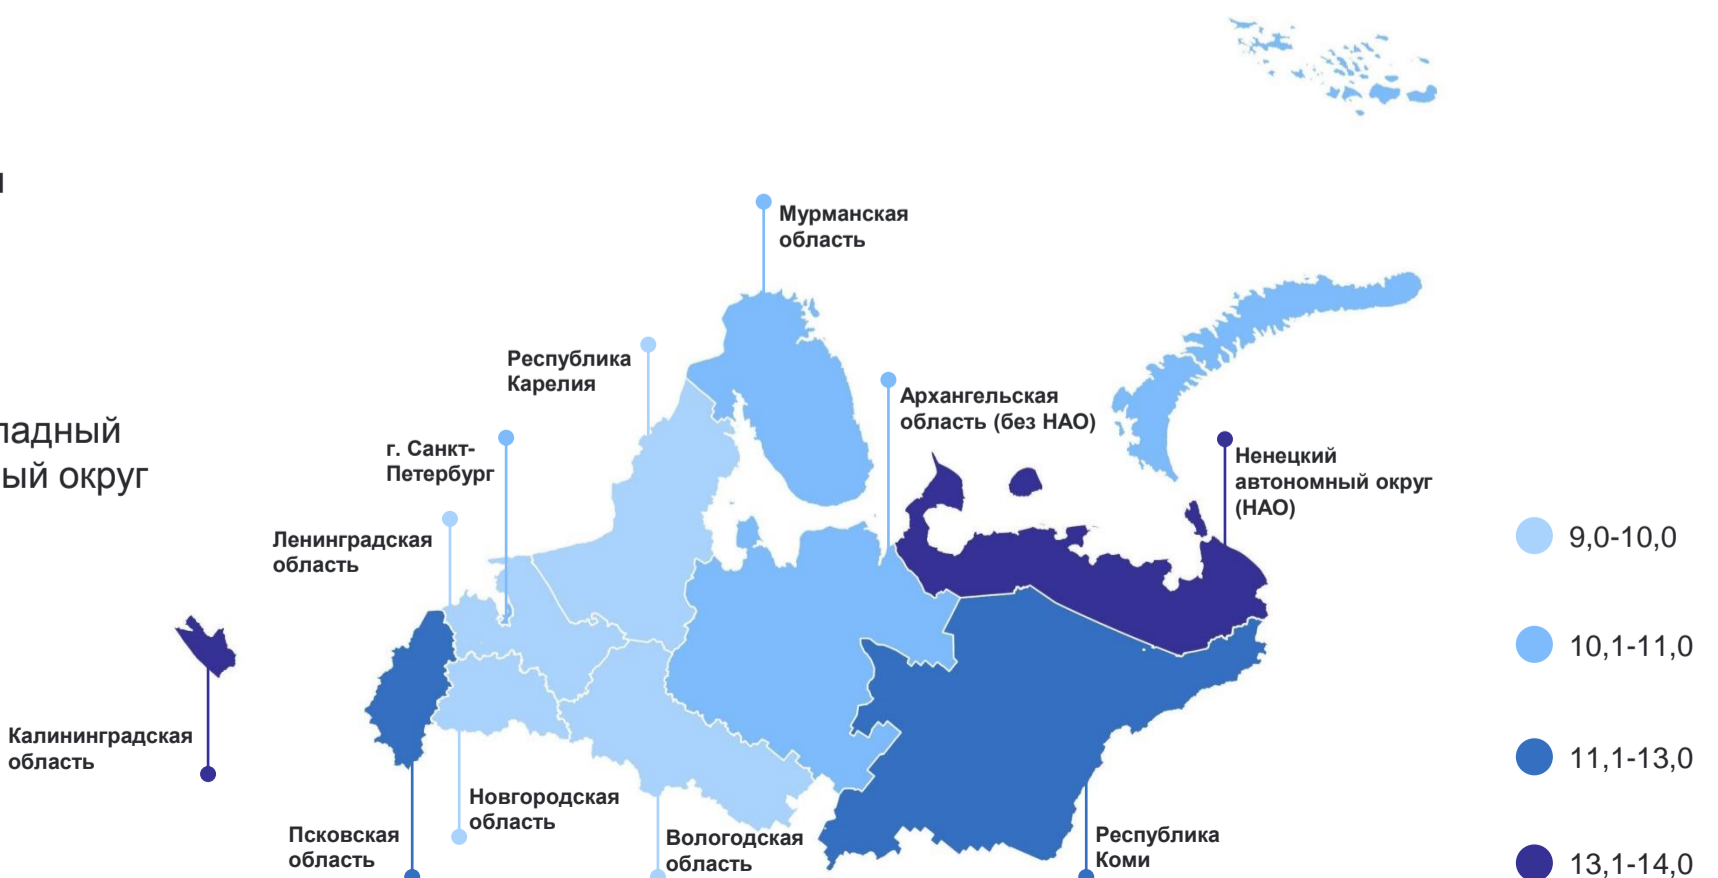 Мурманская
область
Республика
Карелия
Архангельская
область (без НАО)
г. Санкт-
Петербург
Ненецкий
автономный округ
(НАО)
ый округ
Ленинградская
область
9,0-10,0
10,1-11,0
Калининградская
область
11,1-13,0
Новгородская
область
Псковская
область
Вологодская
область
Республика
Коми
13,1-14,0